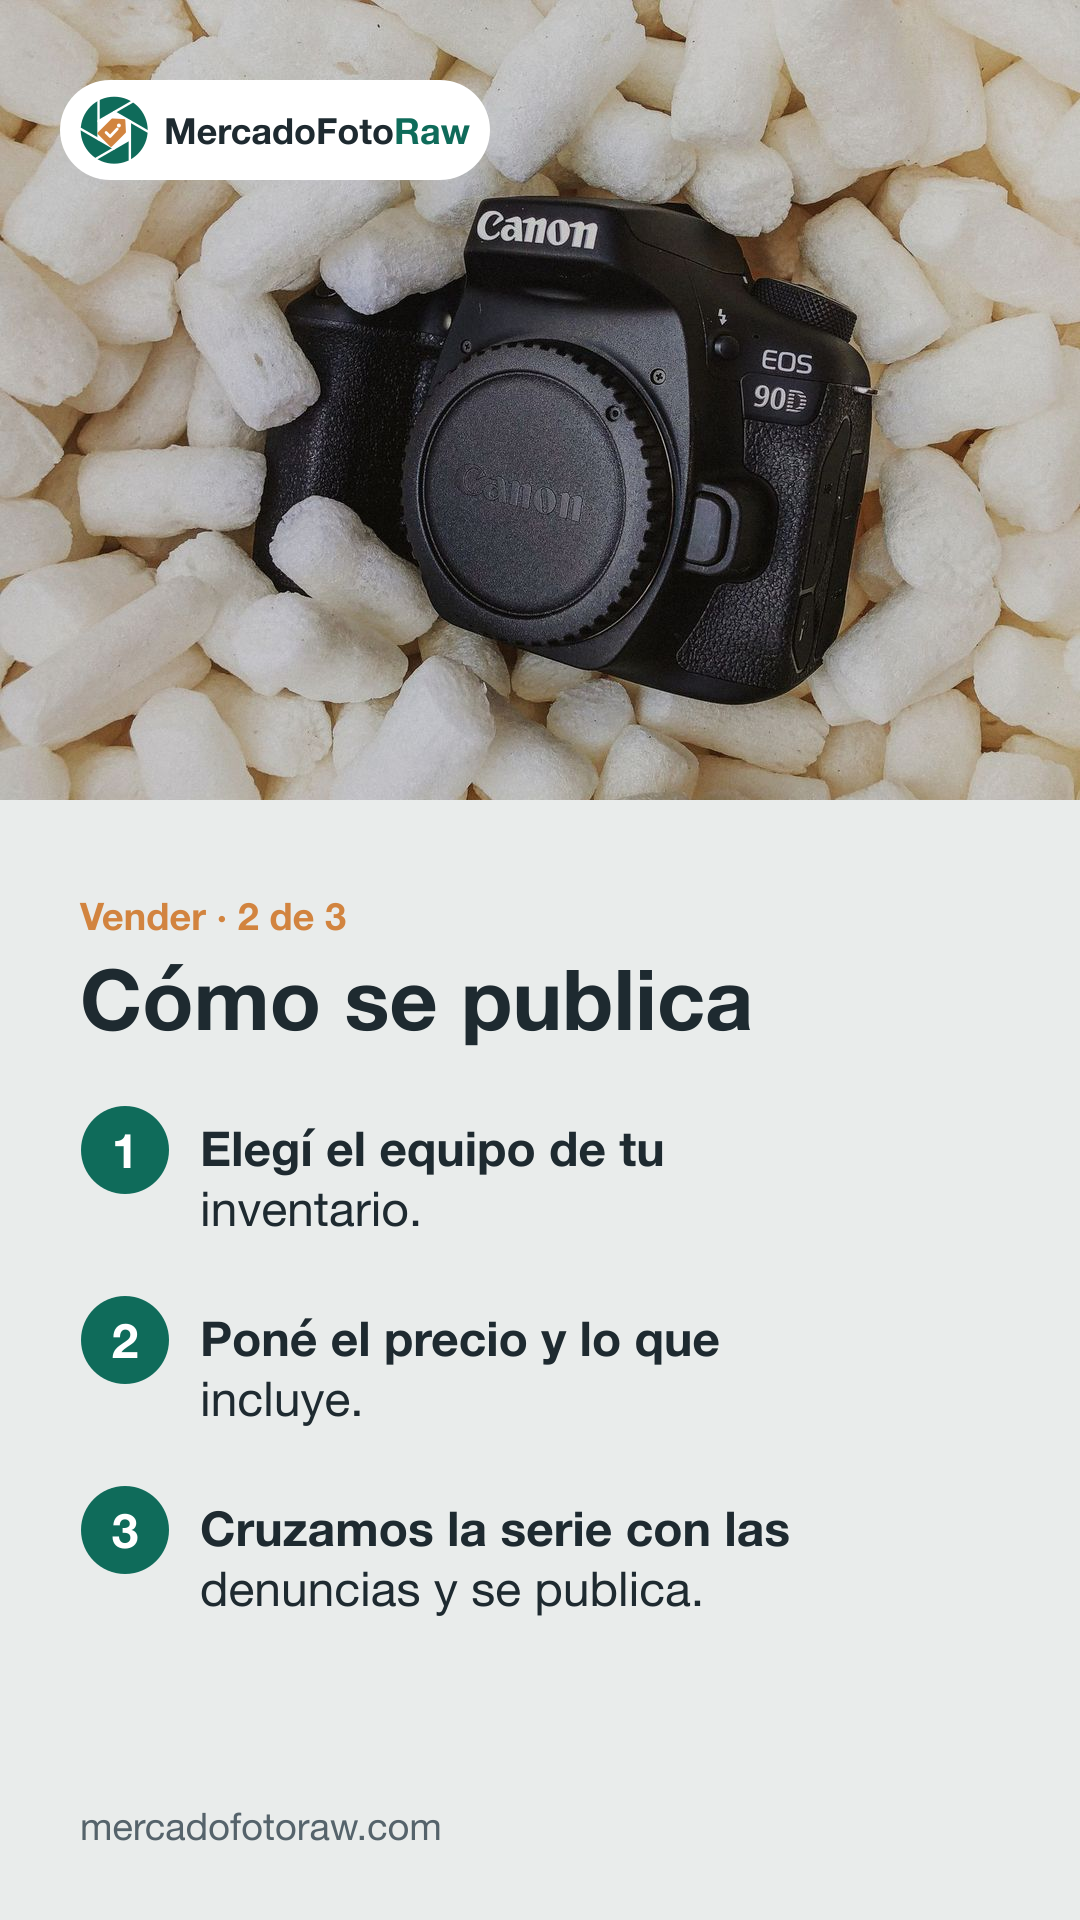 MercadoFotoRaw
Canon
EOS
90D
Canon
Vender · 2 de 3
Cómo se publica
1 Elegí el equipo de tu
inventario.
2 Poné el precio y lo que
incluye.
3 Cruzamos la serie con las
denuncias y se publica.
mercadofotoraw.com